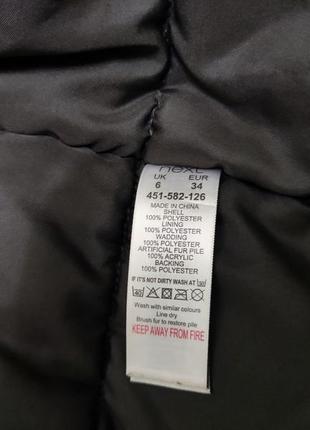 next
UK EUR
6 34
451-582-126
MADE IN CHINA
SHELL
100% POLYESTER
LINING
100% POLYESTER
WADDING
100% POLYESTER
ARTIFICIAL FUR PILE
100% ACRYLIC
BACKING
100% POLYESTER
IF IT'S NOT DIRTY WASH AT 30
30
Wash with similar colours
Line dry
Brush fur to restore pile
KEEP AWAY FROM FIRE